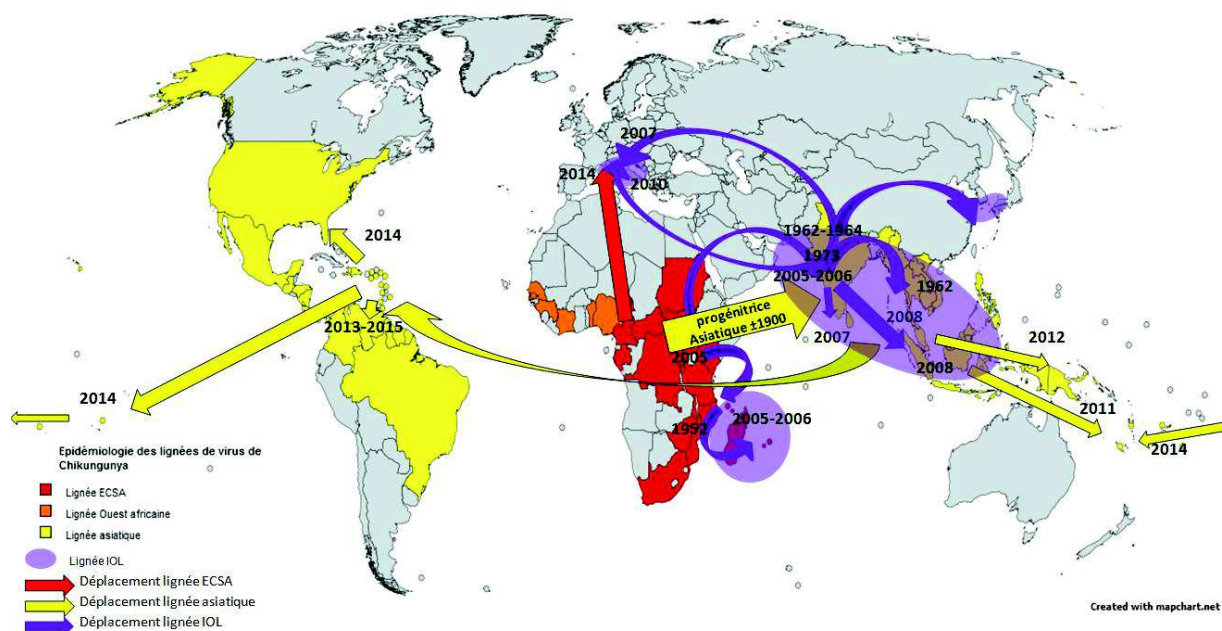 2007
2014
2010
2014
1962-1964
1973
2005-2006
1962
progénitrice
Asiatique ±1900
2008
2007
2013-2015
2005
2012
2008
2014
2011
1952
2005-2006
2014
Epidémiologie des lignées de virus de
Chikungunya
Lignée ECSA
Lignée Ouest africaine
Lignée asiatique
Lignée IOL
Déplacement lignée ECSA
Déplacement lignée asiatique
Déplacement lignée IOL
Created with mapchart.net